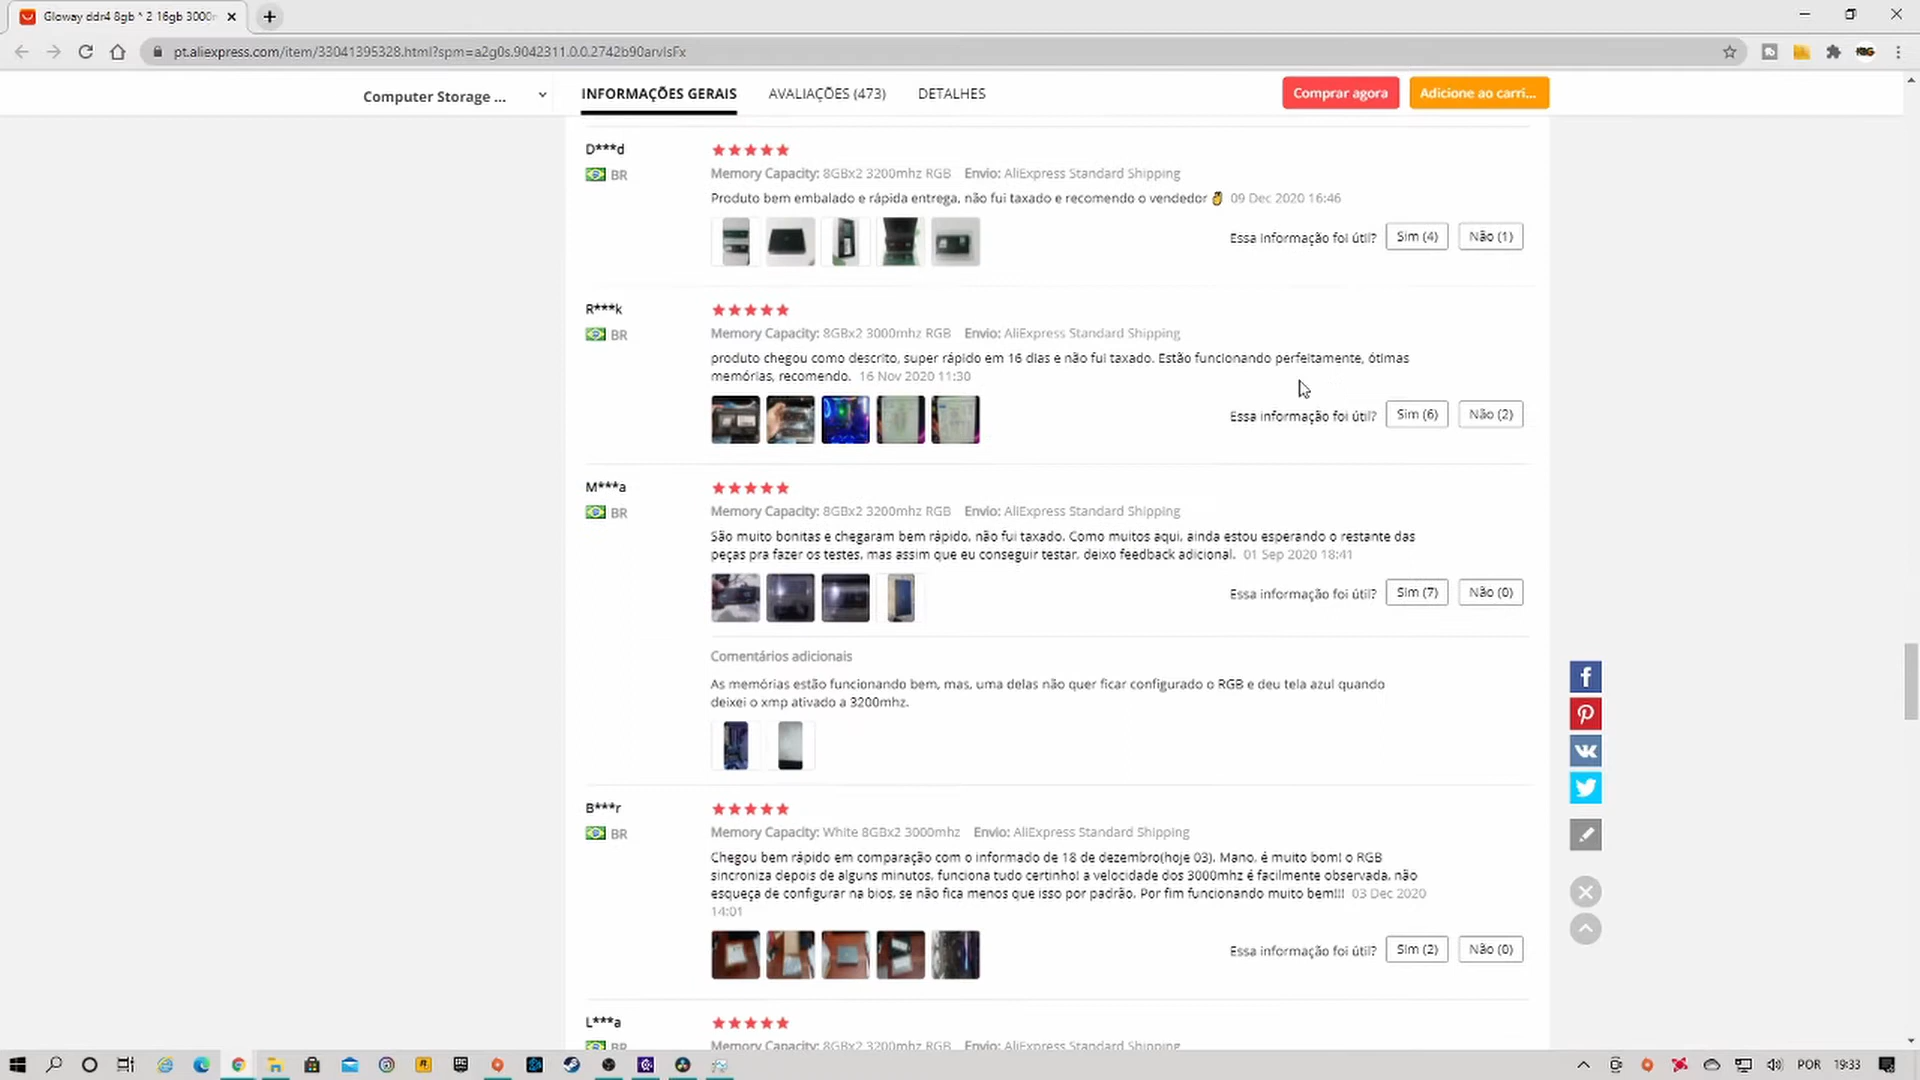 Gloway ddr4 8gb * 2 16gb 3000m
pt.aliexpress.com/item/33041395328.html?spm=a2g0s.9042311.0.0.2742b90arvIsFx
Computer Storage ...
INFORMAÇÕES GERAIS
AVALIAÇÕES (473)
DETALHES
Comprar agora
Adicione ao carri...
D***d
BR
Memory Capacity: 8GBx2 3200mhz RGB Envio: AliExpress Standard Shipping
Produto bem embalado e rápida entrega, não fui taxado e recomendo o vendedor 09 Dec 2020 16:46
Essa informação foi útil? Sim (4) Não (1)
R***k
BR
Memory Capacity: 8GBx2 3000mhz RGB Envio: AliExpress Standard Shipping
produto chegou como descrito, super rápido em 16 dias e não fui taxado. Estão funcionando perfeitamente, ótimas
memórias, recomendo. 16 Nov 2020 11:30
Essa informação foi útil? Sim (6) Não (2)
M***a
BR
Memory Capacity: 8GBx2 3200mhz RGB Envio: AliExpress Standard Shipping
São muito bonitas e chegaram bem rápido, não fui taxado. Como muitos aqui, ainda estou esperando o restante das
peças pra fazer os testes, mas assim que eu conseguir testar, deixo feedback adicional. 01 Sep 2020 18:41
Essa informação foi útil? Sim (7) Não (0)
Comentários adicionais
As memórias estão funcionando bem, mas, uma delas não quer ficar configurado o RGB e deu tela azul quando
deixei o xmp ativado a 3200mhz.
B***r
BR
Memory Capacity: White 8GBx2 3000mhz Envio: AliExpress Standard Shipping
Chegou bem rápido em comparação com o informado de 18 de dezembro(hoje 03). Mano, é muito bom! o RGB
sincroniza depois de alguns minutos, funciona tudo certinho! a velocidade dos 3000mhz é facilmente observada, não
esqueça de configurar na bios, se não fica menos que isso por padrão. Por fim funcionando muito bem!!! 03 Dec 2020
14:01
Essa informação foi útil? Sim (2) Não (0)
L***a
BR
Memory Capacity: 8GBx2 3200mhz RGB Envio: AliExpress Standard Shipping
POR 19:33